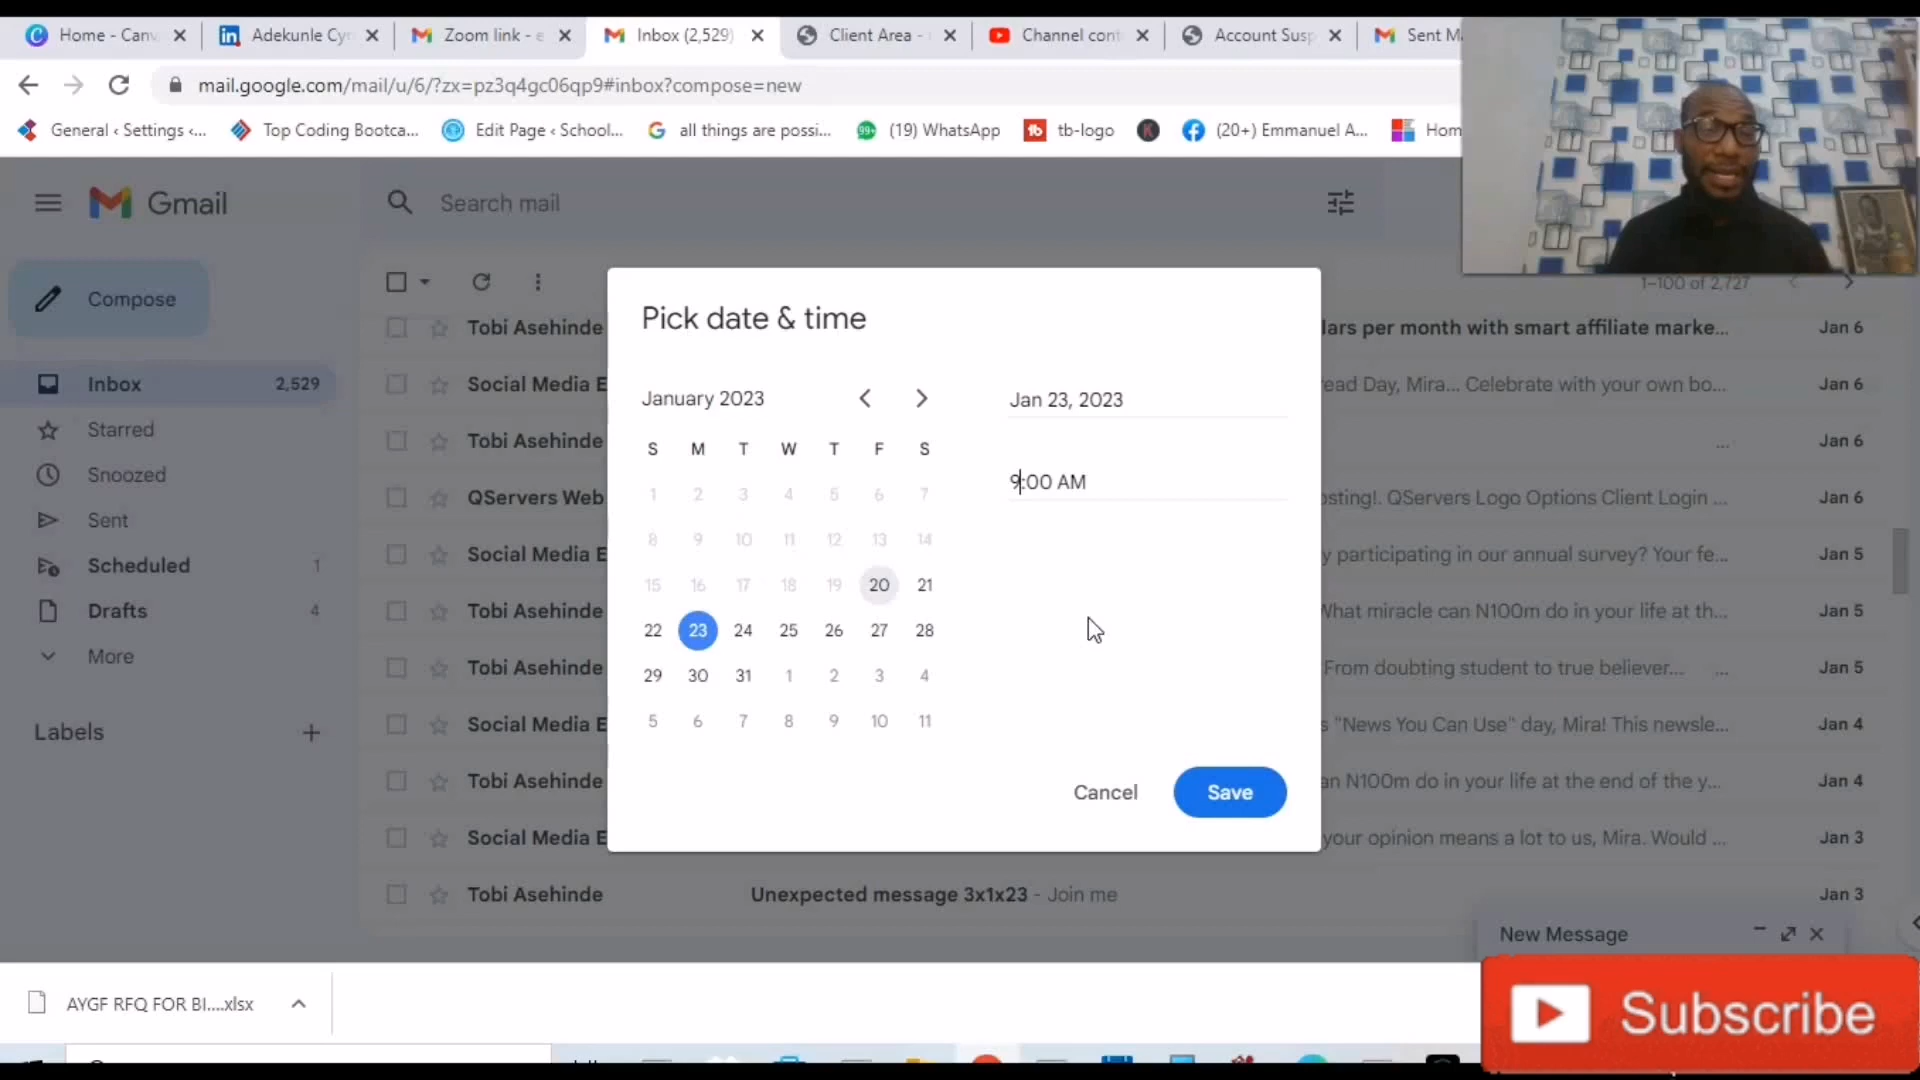 Home - Canv
Adekunle Cyn
Zoom link - e
Inbox (2,529)
Client Area -
Channel cont
Account Susp
Sent M
mail.google.com/mail/u/6/?zx=pz3q4gc06qp9#inbox?compose=new
General ‹ Settings ‹...
Top Coding Bootca...
Edit Page ‹ School...
all things are possi...
99+
(19) WhatsApp
tb-logo
(20+) Emmanuel A...
Hom
Gmail
Search mail
Compose
1–100 of 2,727
Inbox 2,529
Starred
Snoozed
Sent
Scheduled 1
Drafts 4
More
Labels
Tobi Asehinde lars per month with smart affiliate marke... Jan 6
Social Media E read Day, Mira... Celebrate with your own bo... Jan 6
Tobi Asehinde ... Jan 6
QServers Web osting!. QServers Logo Options Client Login ... Jan 6
Social Media E y participating in our annual survey? Your fe... Jan 5
Tobi Asehinde What miracle can N100m do in your life at th... Jan 5
Tobi Asehinde From doubting student to true believer... ... Jan 5
Social Media E s "News You Can Use" day, Mira! This newsle... Jan 4
Tobi Asehinde an N100m do in your life at the end of the y... Jan 4
Social Media E your opinion means a lot to us, Mira. Would ... Jan 3
Tobi Asehinde Unexpected message 3x1x23 - Join me Jan 3
Pick date & time
January 2023
Jan 23, 2023
9:00 AM
S M T W T F S
1 2 3 4 5 6 7
8 9 10 11 12 13 14
15 16 17 18 19 20 21
22 23 24 25 26 27 28
29 30 31 1 2 3 4
5 6 7 8 9 10 11
Cancel
Save
New Message
AYGF RFQ FOR BI....xlsx
Subscribe